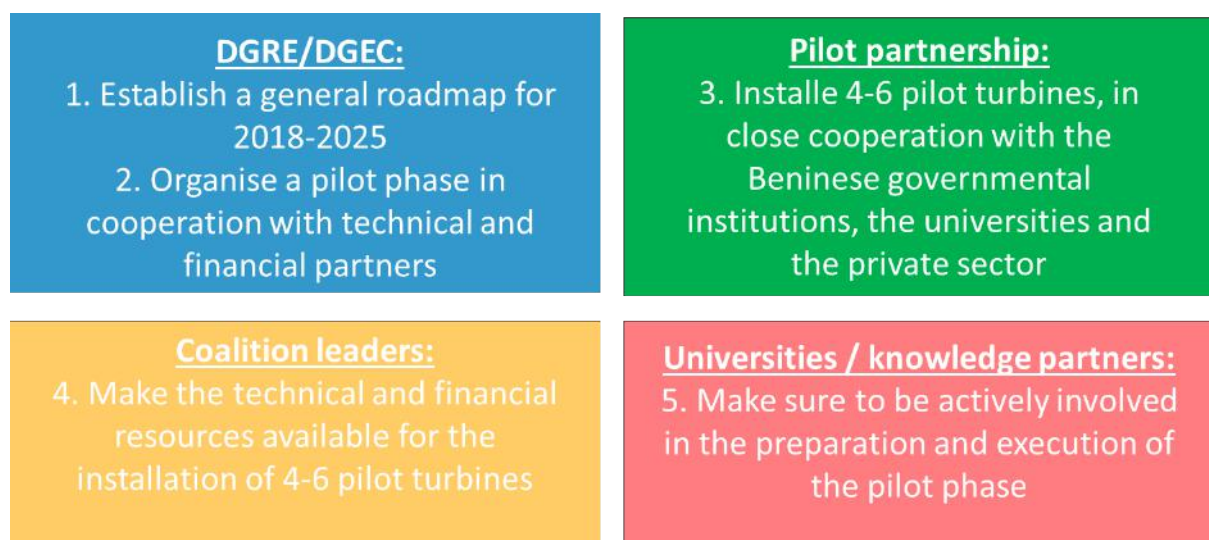 DGRE/DGEC:
1. Establish a general roadmap for
2018-2025
2. Organise a pilot phase in
cooperation with technical and
financial partners
Pilot partnership:
3. Installe 4-6 pilot turbines, in
close cooperation with the
Beninese governmental
institutions, the universities and
the private sector
Coalition leaders:
4. Make the technical and financial
resources available for the
installation of 4-6 pilot turbines
Universities / knowledge partners:
5. Make sure to be actively involved
in the preparation and execution of
the pilot phase